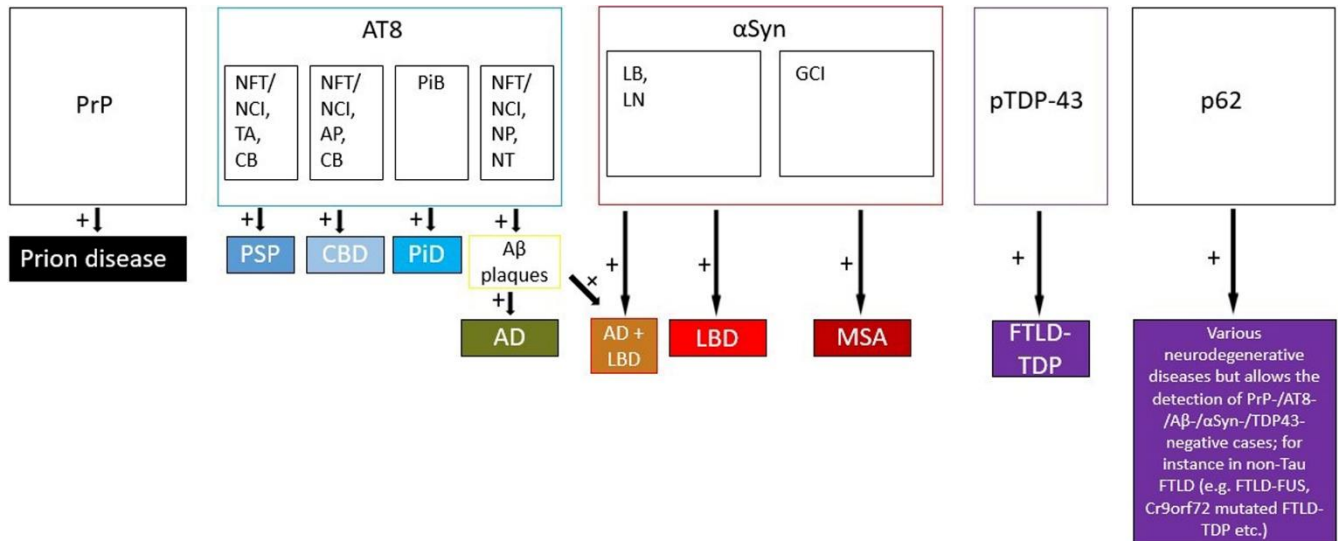 PrP
+
Prion disease
AT8
NFT/
NCI,
TA,
CB
NFT/
NCI,
AP,
CB
PiB
NFT/
NCI,
NP,
NT
+
PSP
+
CBD
+
PiD
+
Aβ
plaques
+
AD
×
αSyn
LB,
LN
GCI
+
AD +
LBD
+
LBD
+
MSA
pTDP-43
+
FTLD-
TDP
p62
+
Various
neurodegenerative
diseases but allows the
detection of PrP-/AT8-
/Aβ-/αSyn-/TDP43-
negative cases; for
instance in non-Tau
FTLD (e.g. FTLD-FUS,
Cr9orf72 mutated FTLD-
TDP etc.)